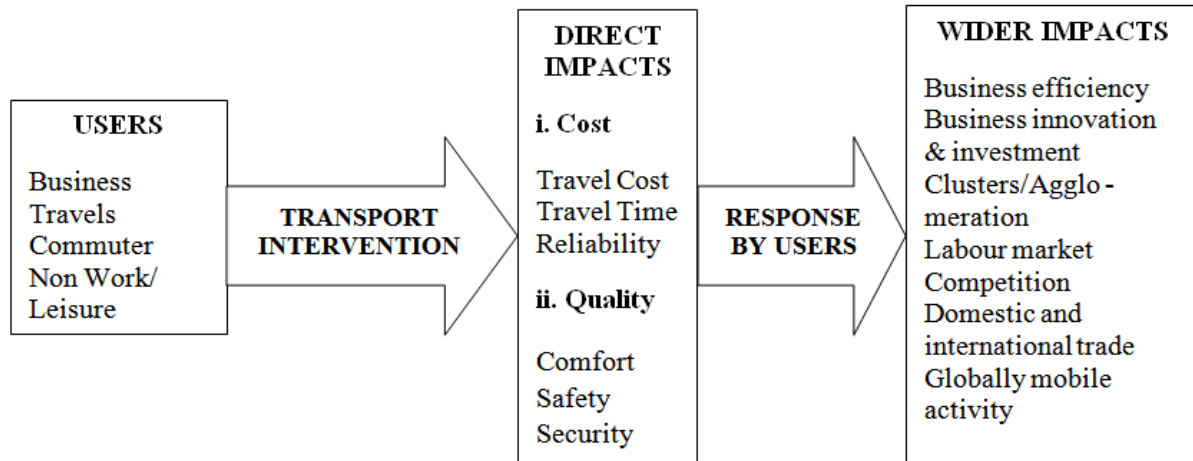 USERS
Business
Travels
Commuter
Non Work/
Leisure
TRANSPORT
INTERVENTION
DIRECT
IMPACTS
i. Cost
Travel Cost
Travel Time
Reliability
ii. Quality
Comfort
Safety
Security
RESPONSE
BY USERS
WIDER IMPACTS
Business efficiency
Business innovation
& investment
Clusters/Agglo -
meration
Labour market
Competition
Domestic and
international trade
Globally mobile
activity